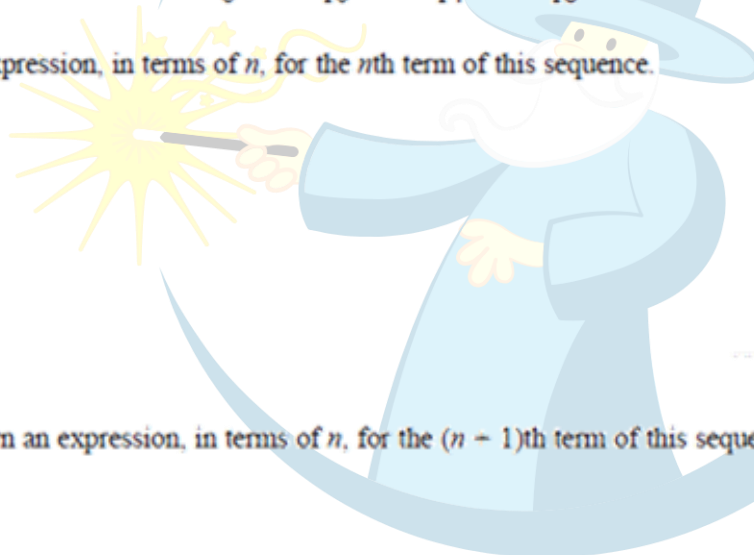 pression, in terms of n, for the nth term of this sequence.
n an expression, in terms of n, for the (n - 1)th term of this seque